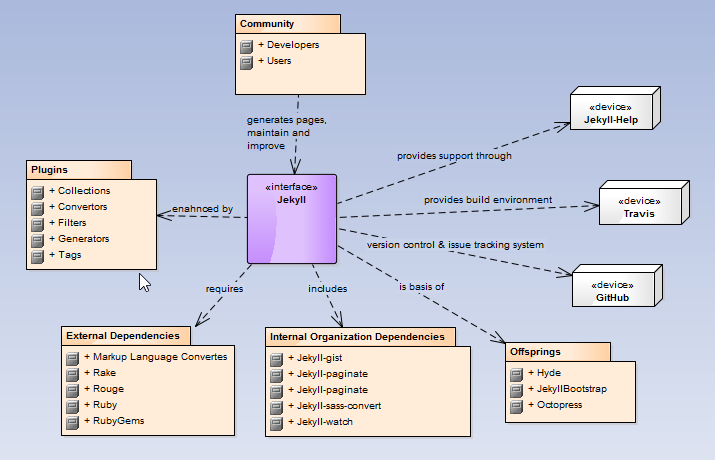 Community
+ Developers
+ Users
generates pages,
maintain and
improve
«device»
Jekyll-Help
provides support through
Plugins
+ Collections
+ Convertors
+ Filters
+ Generators
+ Tags
enahnced by
«interface»
Jekyll
provides build environment
«device»
Travis
version control & issue tracking system
«device»
GitHub
requires
includes
is basis of
External Dependencies
+ Markup Language Convertes
+ Rake
+ Rouge
+ Ruby
+ RubyGems
Internal Organization Dependencies
+ Jekyll-gist
+ Jekyll-paginate
+ Jekyll-paginate
+ Jekyll-sass-convert
+ Jekyll-watch
Offsprings
+ Hyde
+ JekyllBootstrap
+ Octopress